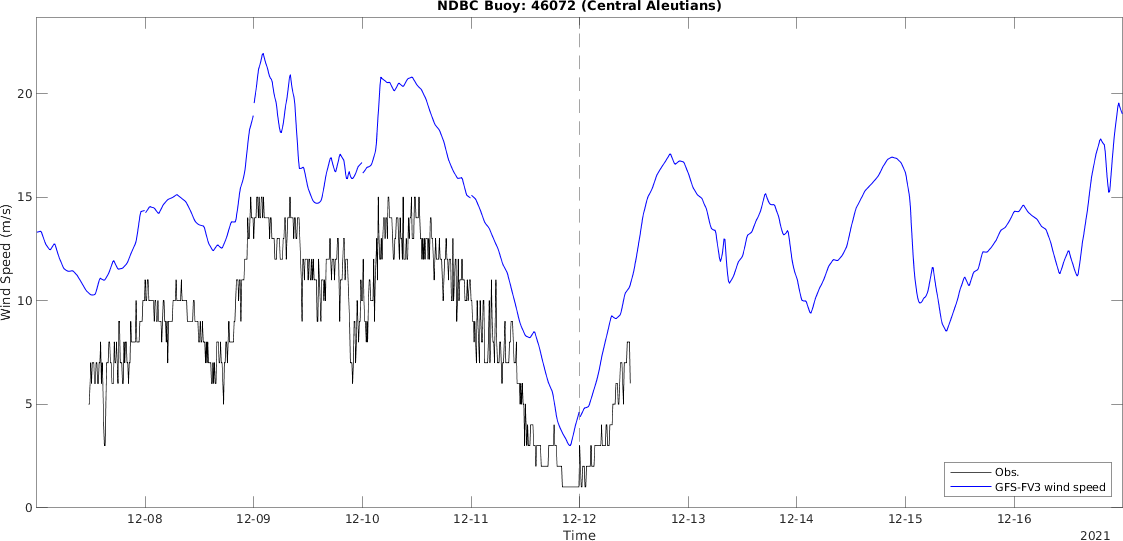 NDBC Buoy: 46072 (Central Aleutians)
Wind Speed (m/s)
20
15
10
5
0
Obs.
GFS-FV3 wind speed
12-08 12-09 12-10 12-11 12-12 12-13 12-14 12-15 12-16
Time
2021